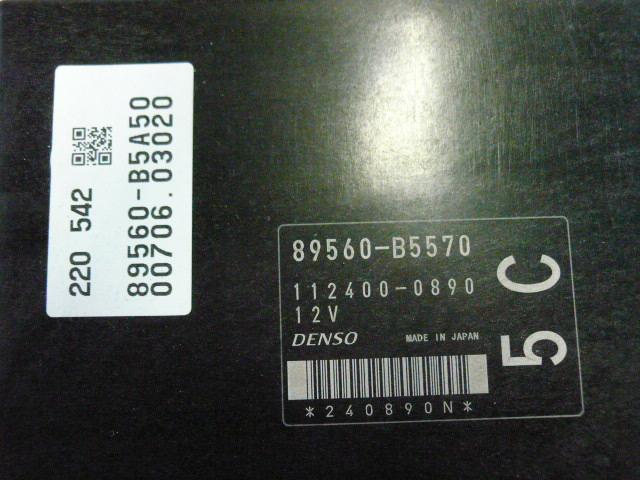 220 542
89560-B5A50
00706.03020
89560-B5570
112400-0890
12V
DENSO MADE IN JAPAN
*240890N*
5C